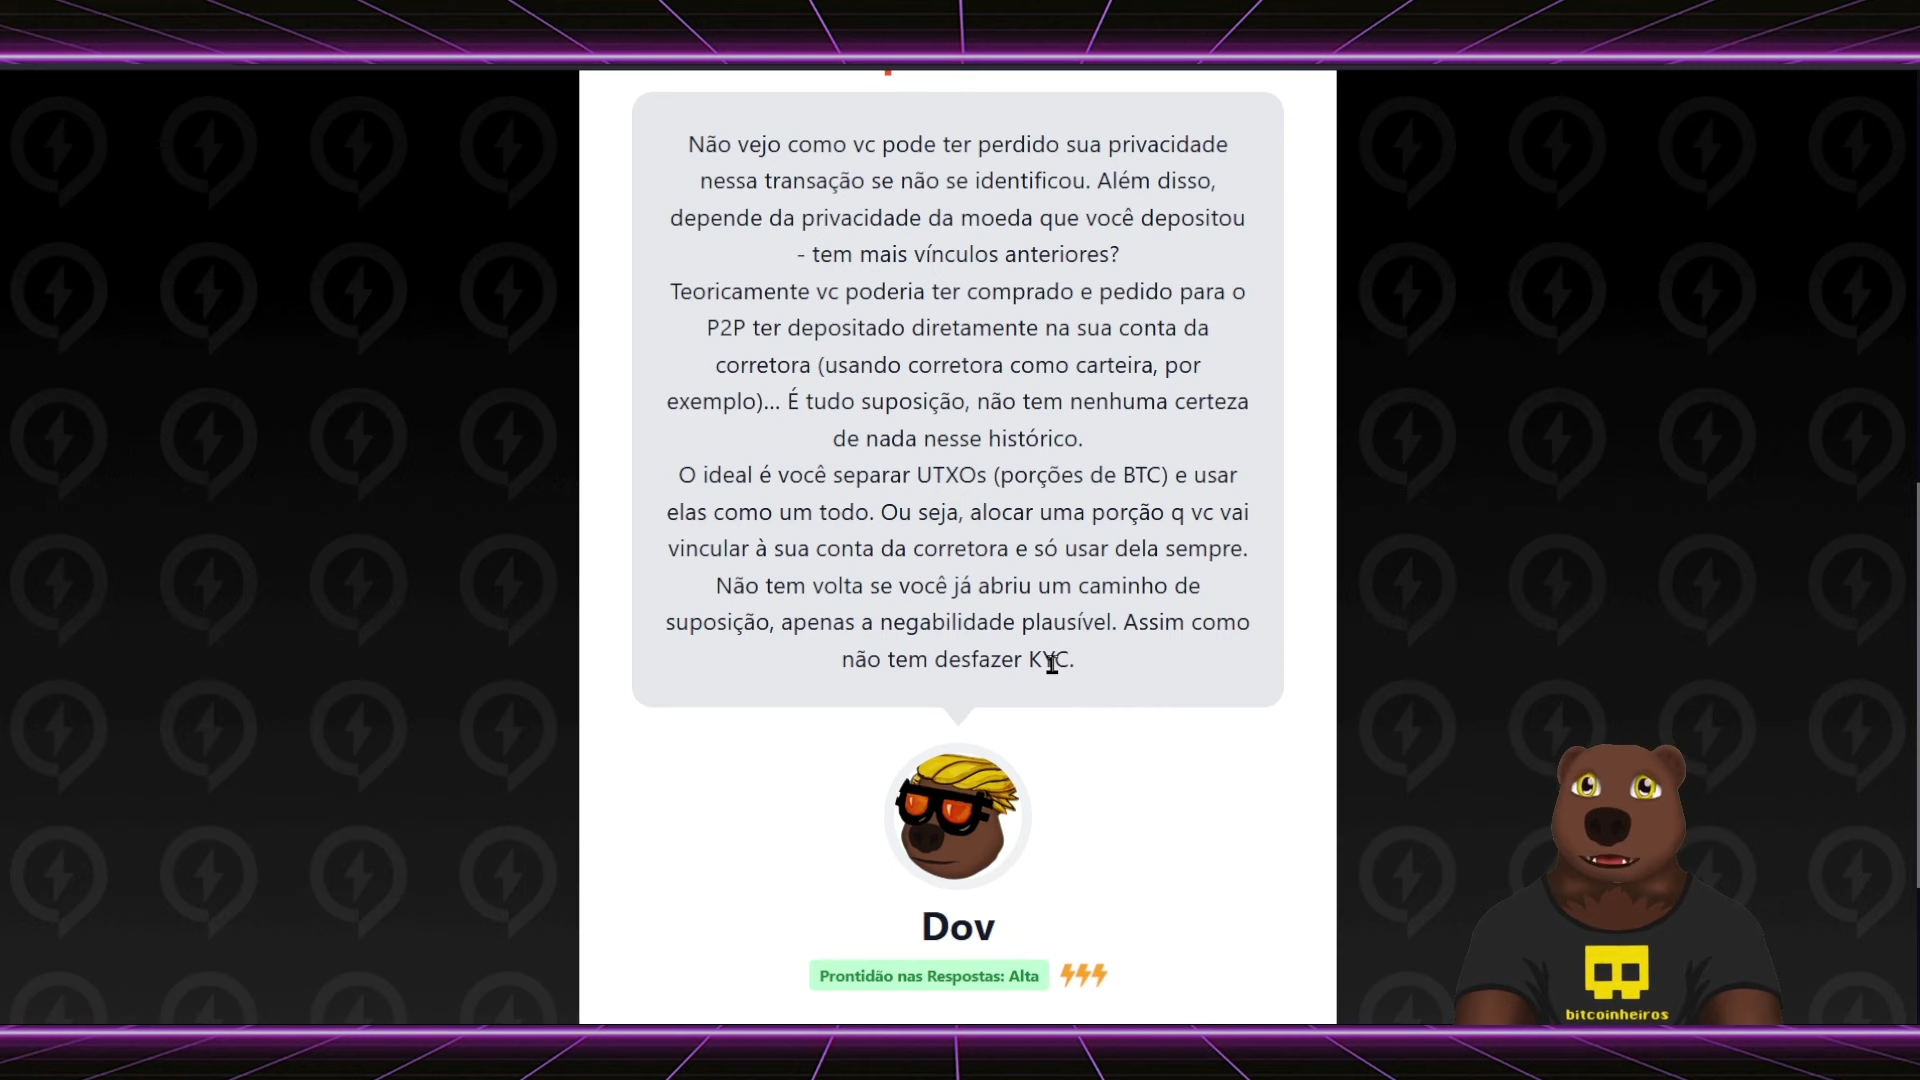 Não vejo como vc pode ter perdido sua privacidade
nessa transação se não se identificou. Além disso,
depende da privacidade da moeda que você depositou
- tem mais vínculos anteriores?
Teoricamente vc poderia ter comprado e pedido para o
P2P ter depositado diretamente na sua conta da
corretora (usando corretora como carteira, por
exemplo)... É tudo suposição, não tem nenhuma certeza
de nada nesse histórico.
O ideal é você separar UTXOs (porções de BTC) e usar
elas como um todo. Ou seja, alocar uma porção q vc vai
vincular à sua conta da corretora e só usar dela sempre.
Não tem volta se você já abriu um caminho de
suposição, apenas a negabilidade plausível. Assim como
não tem desfazer KYC.
Dov
Prontidão nas Respostas: Alta
bitcoinheiros